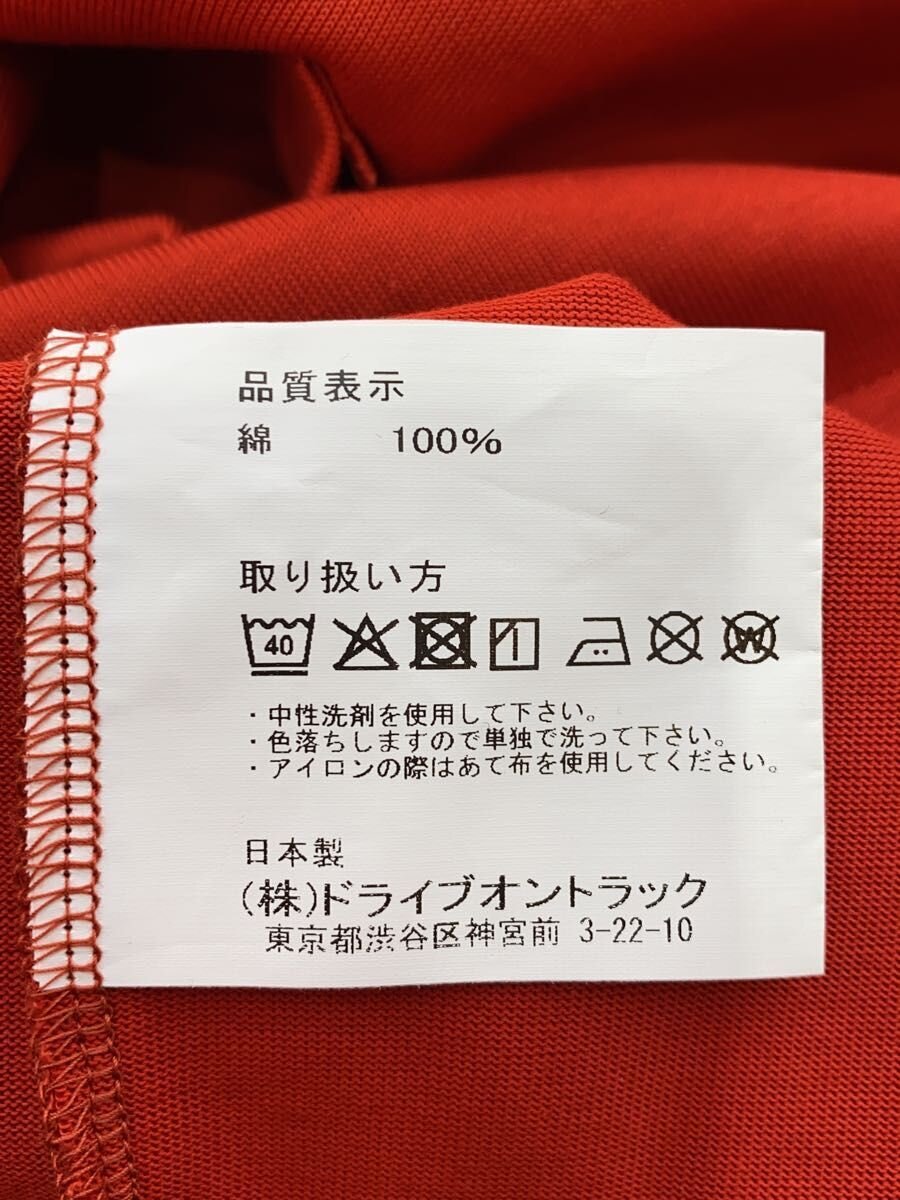 品質表示
綿 100%
取り扱い方
40 W
・中性洗剤を使用して下さい。
・色落ちしますので単独で洗って下さい。
・アイロンの際はあて布を使用してください。
日本製
(株)ドライブオントラック
東京都渋谷区神宮前 3-22-10